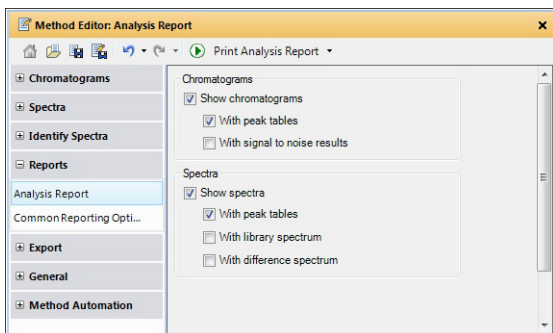 Method Editor: Analysis Report
Print Analysis Report
Chromatograms
Spectra
Identify Spectra
Reports
Analysis Report
Common Reporting Opti...
Export
General
Method Automation
Chromatograms
Show chromatograms
With peak tables
With signal to noise results
Spectra
Show spectra
With peak tables
With library spectrum
With difference spectrum